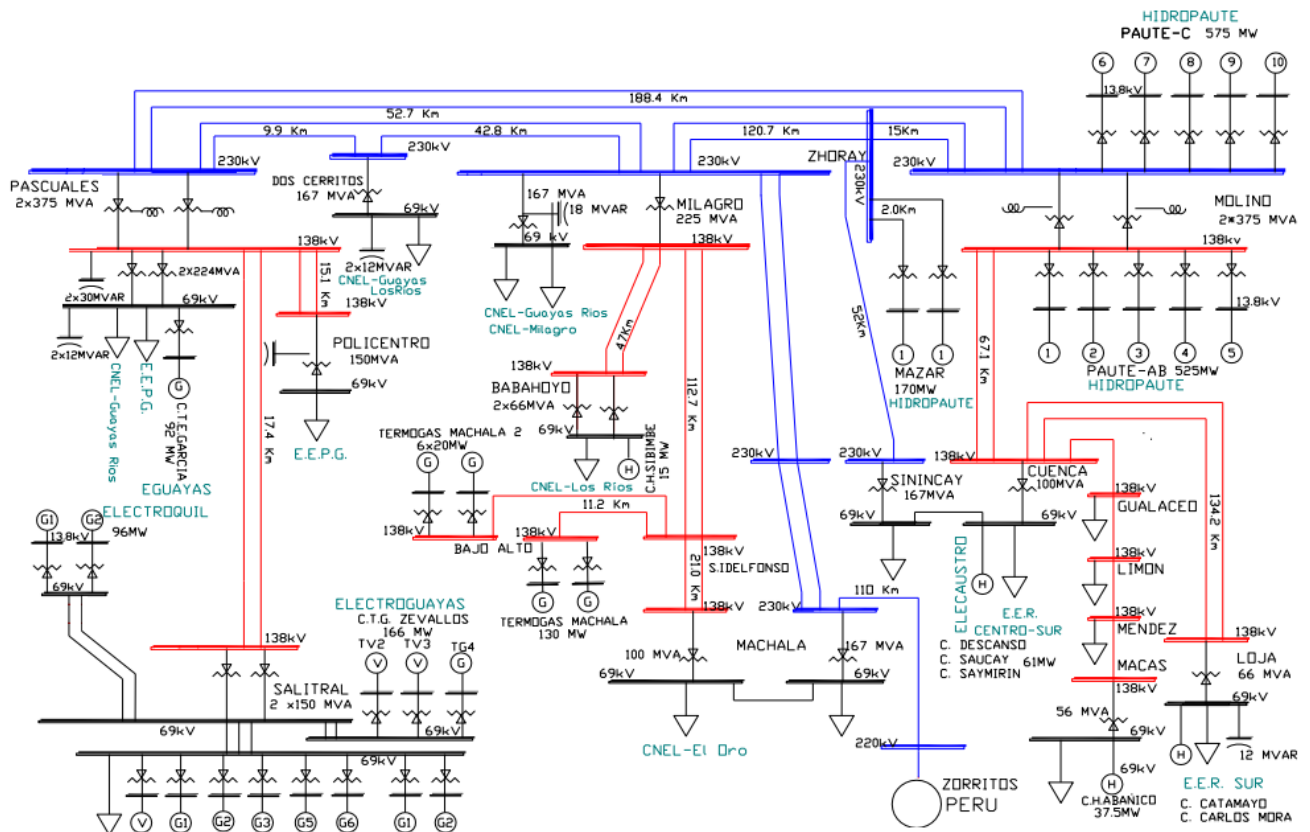 HIDROPAUTE
PAUTE-C 575 MW
6 7 8 9 10
13.8kV
188.4 Km
52.7 Km
9.9 Km
42.8 Km
120.7 Km
15Km
230kV
230kV
230kV
ZHORAY
230kV
230kV
PASCUALES
2x375 MVA
DOS CERRITOS
167 MVA
69kV
167 MVA
18 MVAR
69 kV
MILAGRO
225 MVA
138kV
2.0Km
MOLINO
2*375 MVA
138kv
138kV
2X224MVA
2x30MVAR
69kV
2x12MVAR
15.1 Km
138kV
2x12MVAR
CNEL-Guayas
LosRios
CNEL-Guayas Rios
CNEL-Milagro
47Km
52Km
67.1 Km
13.8kV
1 1
MAZAR
170MW
HIDROPAUTE
1 2 3 4 5
PAUTE-AB 525MW
HIDROPAUTE
POLICENTRO
150MVA
69kV
E.E.P.G.
CNEL-Guayas Rios
E.E.P.G.
G
C.T.E.GARCIA
92 MW
17.4 Km
138kV
BABAHOYO
2x66MVA
69kV
H
C.H.SIBIMBE
15 MW
CNEL-Los Rios
112.7 Km
TERMOGAS MACHALA 2
6x20MW
G G
11.2 Km
138kV
BAJO ALTO
138kV
G G
TERMOGAS MACHALA
130 MW
138kV
S.IDELFONSO
21.0 Km
138kV
230kV
230kV
SININCAY
167MVA
69kV
138kV
CUENCA
100MVA
69kV
138kV
GUALACEO
138kV
LIMON
138kV
MENDEZ
MACAS
138kV
134.2 Km
EGUAYAS
ELECTROQUIL
G1 G2
96MW
13.8kV
69kV
ELECTROGUAYAS
C.T.G. ZEVALLOS
166 MW
TV2 TV3 TG4
V V G
138kV
SALITRAL
2 x150 MVA
69kV
69kV
69kV
V G1 G2 G3 G5 G6 G1 G2
230kV
110 Km
MACHALA
100 MVA
167 MVA
69kV
69kV
CNEL-El Oro
220kV
ZORRITOS
PERU
ELECAUSTRO
H
E.E.R.
CENTRO-SUR
C. DESCANSO
C. SAUCAY 61MW
C. SAYMIRIN
138kV
LOJA
66 MVA
69kV
H
12 MVAR
56 MVA
69kV
H
C.H.ABAÑICO
37.5MW
E.E.R. SUR
C. CATAMAYO
C. CARLOS MORA